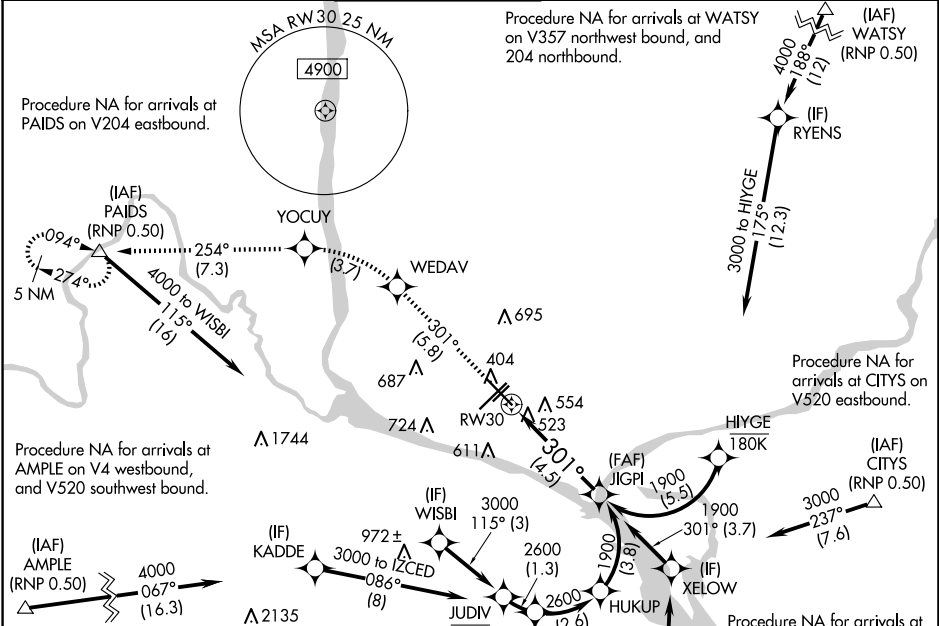 MSA RW30 25 NM
4900
Procedure NA for arrivals at WATSY
on V357 northwest bound, and
204 northbound.
(IAF)
WATSY
(RNP 0.50)
4000
188°
(12)
Procedure NA for arrivals at
PAIDS on V204 eastbound.
(IF)
RYENS
3000 to HIYGE
175°
(12.3)
(IAF)
PAIDS
(RNP 0.50)
YOCUY
094°
274°
5 NM
254°
(7.3)
(3.7)
WEDAV
4000 to WISBI
115°
(16)
301°
(5.8)
695
404
687
554
523
RW30
724
611
1744
301°
(4.5)
Procedure NA for
arrivals at CITYS on
V520 eastbound.
HIYGE
180K
(FAF)
JIGPI
1900
(5.5)
(IAF)
CITYS
(RNP 0.50)
3000
237°
(7.6)
Procedure NA for arrivals at
AMPLE on V4 westbound,
and V520 southwest bound.
(IF)
WISBI
3000
115° (3)
1900
301° (3.7)
(IF)
KADDE
972 ±
3000 to IZCED
086°
(8)
2600
(1.3)
1900
(3.8)
(IF)
XELOW
(IAF)
AMPLE
(RNP 0.50)
4000
067°
(16.3)
2135
JUDIV
2600
(2.6)
HUKUP
Procedure NA for arrivals at